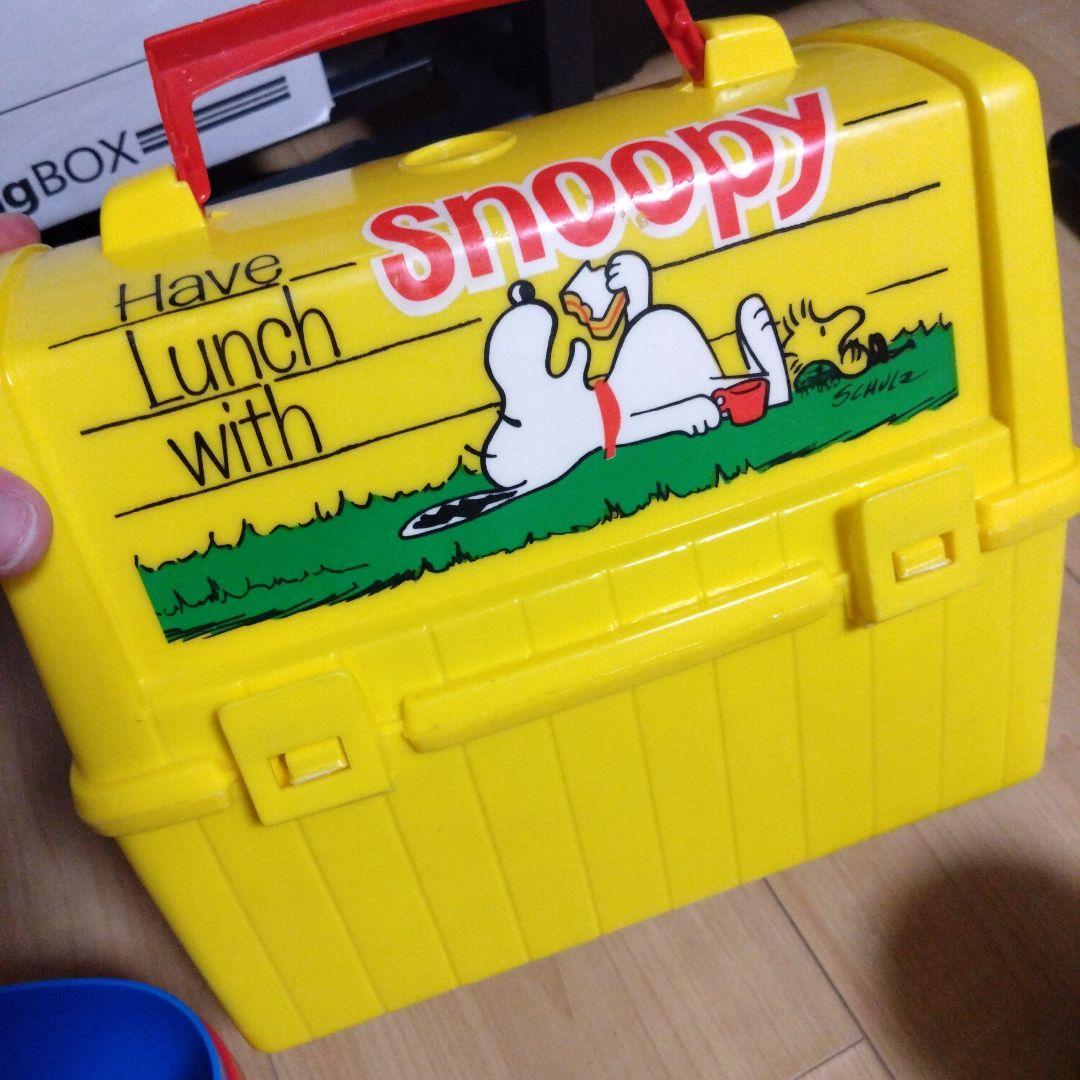 gBOX
Have
Lunch
with
snoopy
SCHULZ